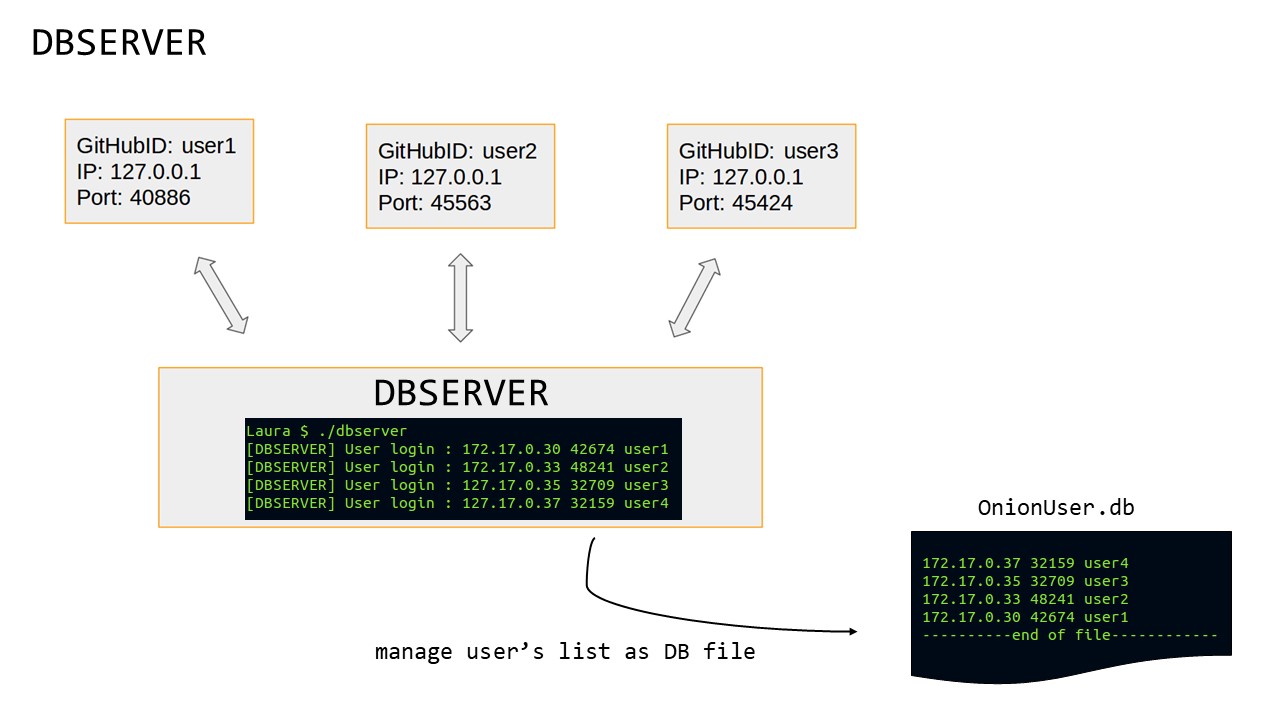 DBSERVER
GitHubID: user1
IP: 127.0.0.1
Port: 40886
GitHubID: user2
IP: 127.0.0.1
Port: 45563
GitHubID: user3
IP: 127.0.0.1
Port: 45424
DBSERVER
Laura $ ./dbserver
[DBSERVER] User login : 172.17.0.30 42674 user1
[DBSERVER] User login : 172.17.0.33 48241 user2
[DBSERVER] User login : 127.17.0.35 32709 user3
[DBSERVER] User login : 127.17.0.37 32159 user4
OnionUser.db
172.17.0.37 32159 user4
172.17.0.35 32709 user3
172.17.0.33 48241 user2
172.17.0.30 42674 user1
----------end of file------------
manage user’s list as DB file